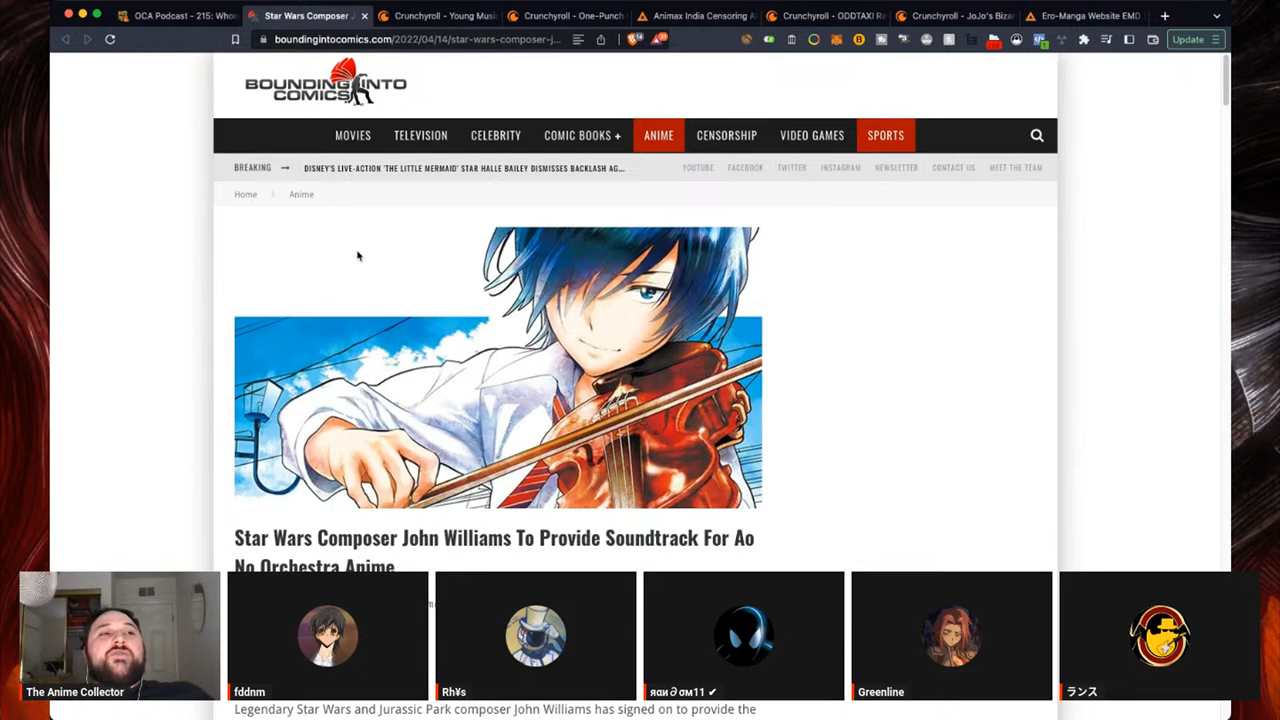 OCA Podcast - 215: Whor
Star Wars Composer J
Crunchyroll - Young Music
Crunchyroll - One-Punch
Animax India Censoring A
Crunchyroll - ODDTAXI Re
Crunchyroll - JoJo's Bizar
Ero-Manga Website EMD
boundingintocomics.com/2022/04/14/star-wars-composer-j...
Update
BOUNDING INTO
COMICS
MOVIES
TELEVISION
CELEBRITY
COMIC BOOKS +
ANIME
CENSORSHIP
VIDEO GAMES
SPORTS
BREAKING
DISNEY'S LIVE-ACTION 'THE LITTLE MERMAID' STAR HALLE BAILEY DISMISSES BACKLASH AG...
YOUTUBE
FACEBOOK
TWITTER
INSTAGRAM
NEWSLETTER
CONTACT US
MEET THE TEAM
Home
Anime
Star Wars Composer John Williams To Provide Soundtrack For Ao
No Orchestra Anime
The Anime Collector
fddnm
Rh¥s
яαи∂σм11 ✔
Greenline
ランス
Legendary Star Wars and Jurassic Park composer John Williams has signed on to provide the